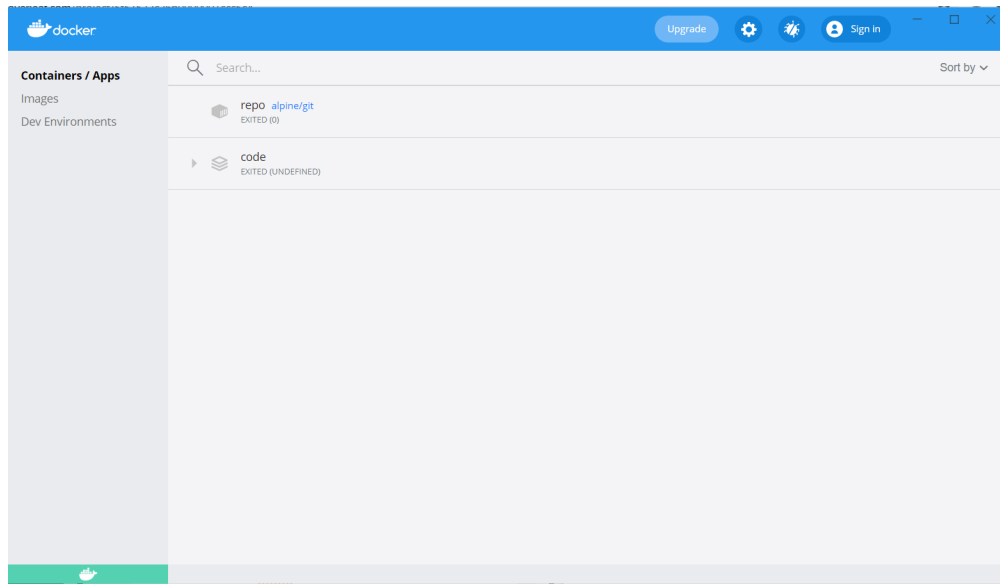 docker
Upgrade
Sign in
Containers / Apps
Images
Dev Environments
Search...
Sort by
repo alpine/git
EXITED (0)
code
EXITED (UNDEFINED)